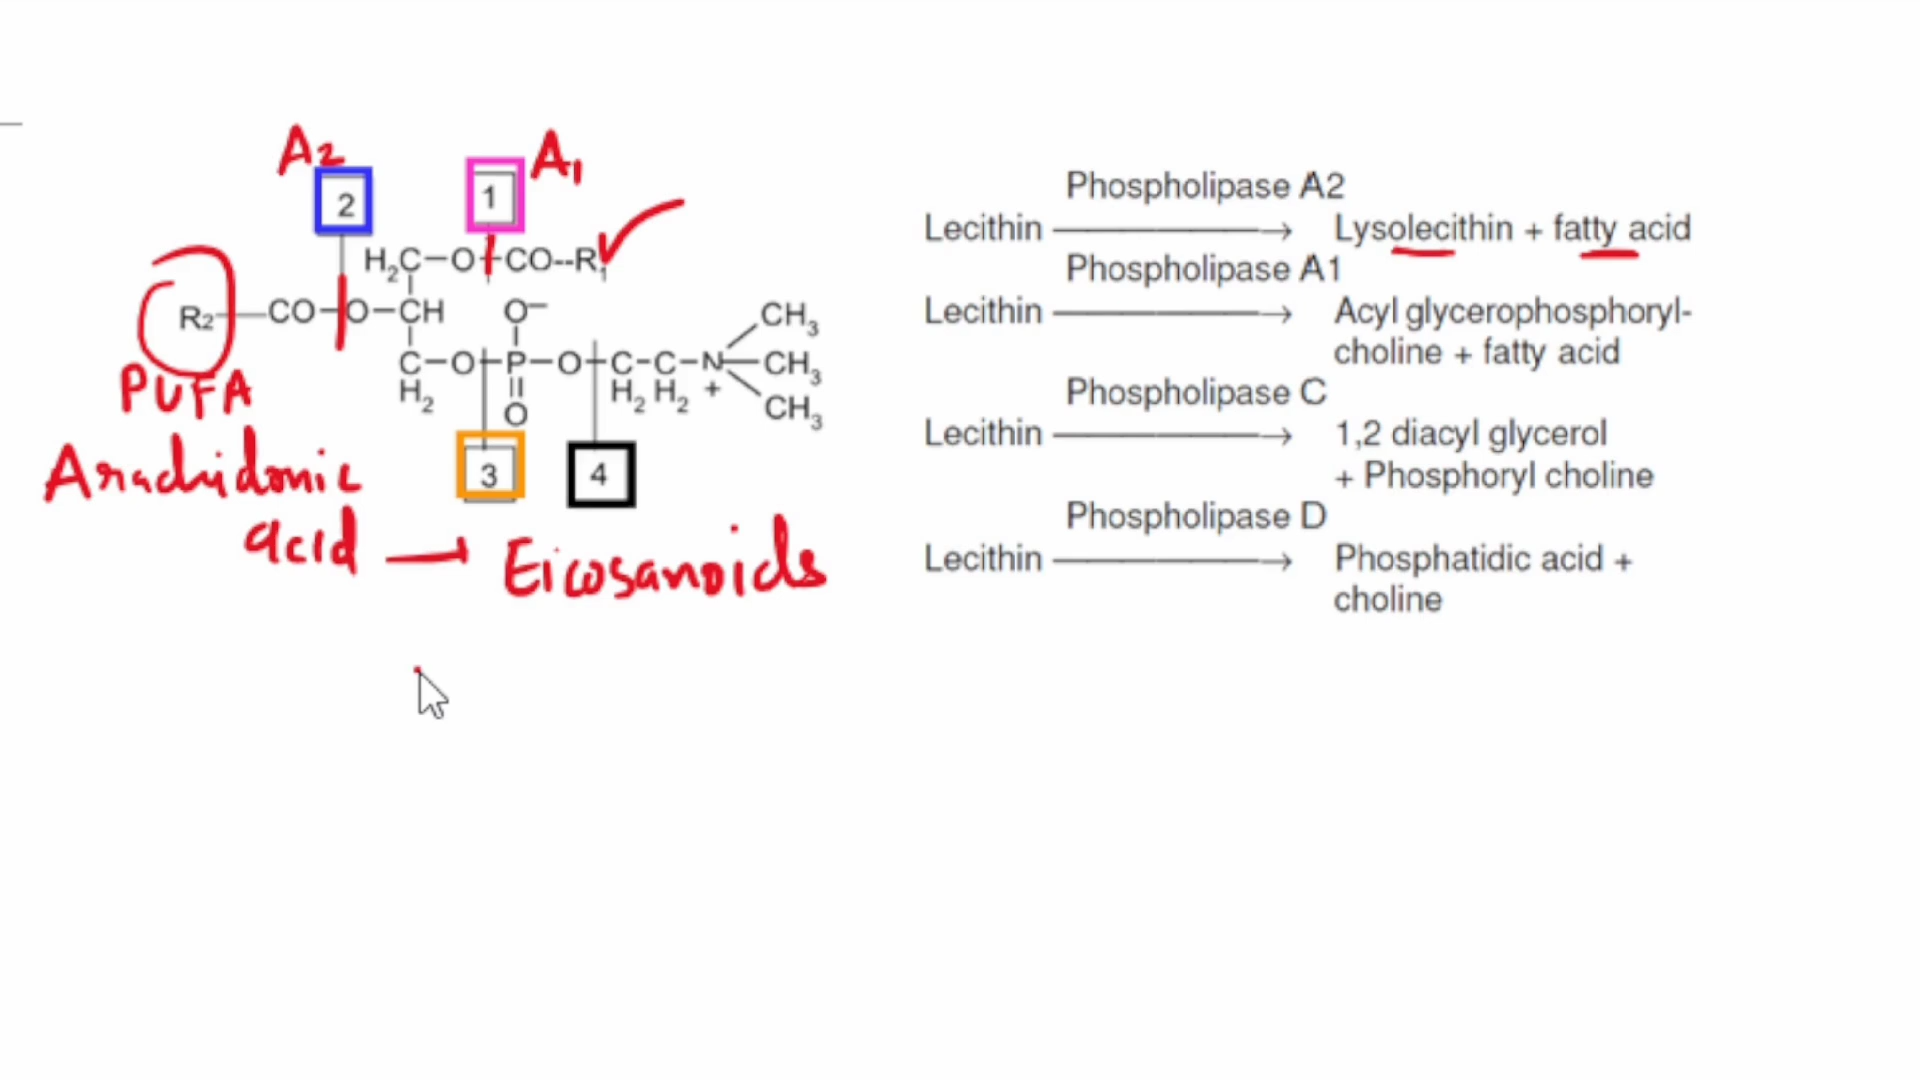 A2
A1
2
1
H2C–O–CO--R1
R2–CO–O–CH
O–
CH3
C–O–P–O–C–C–N–CH3
H2
O
H2 H2 +
CH3
PUFA
3
4
Arachidonic
acid → Eicosanoids
Phospholipase A2
Lecithin → Lysolecithin + fatty acid
Phospholipase A1
Lecithin → Acyl glycerophosphoryl-
choline + fatty acid
Phospholipase C
Lecithin → 1,2 diacyl glycerol
+ Phosphoryl choline
Phospholipase D
Lecithin → Phosphatidic acid +
choline